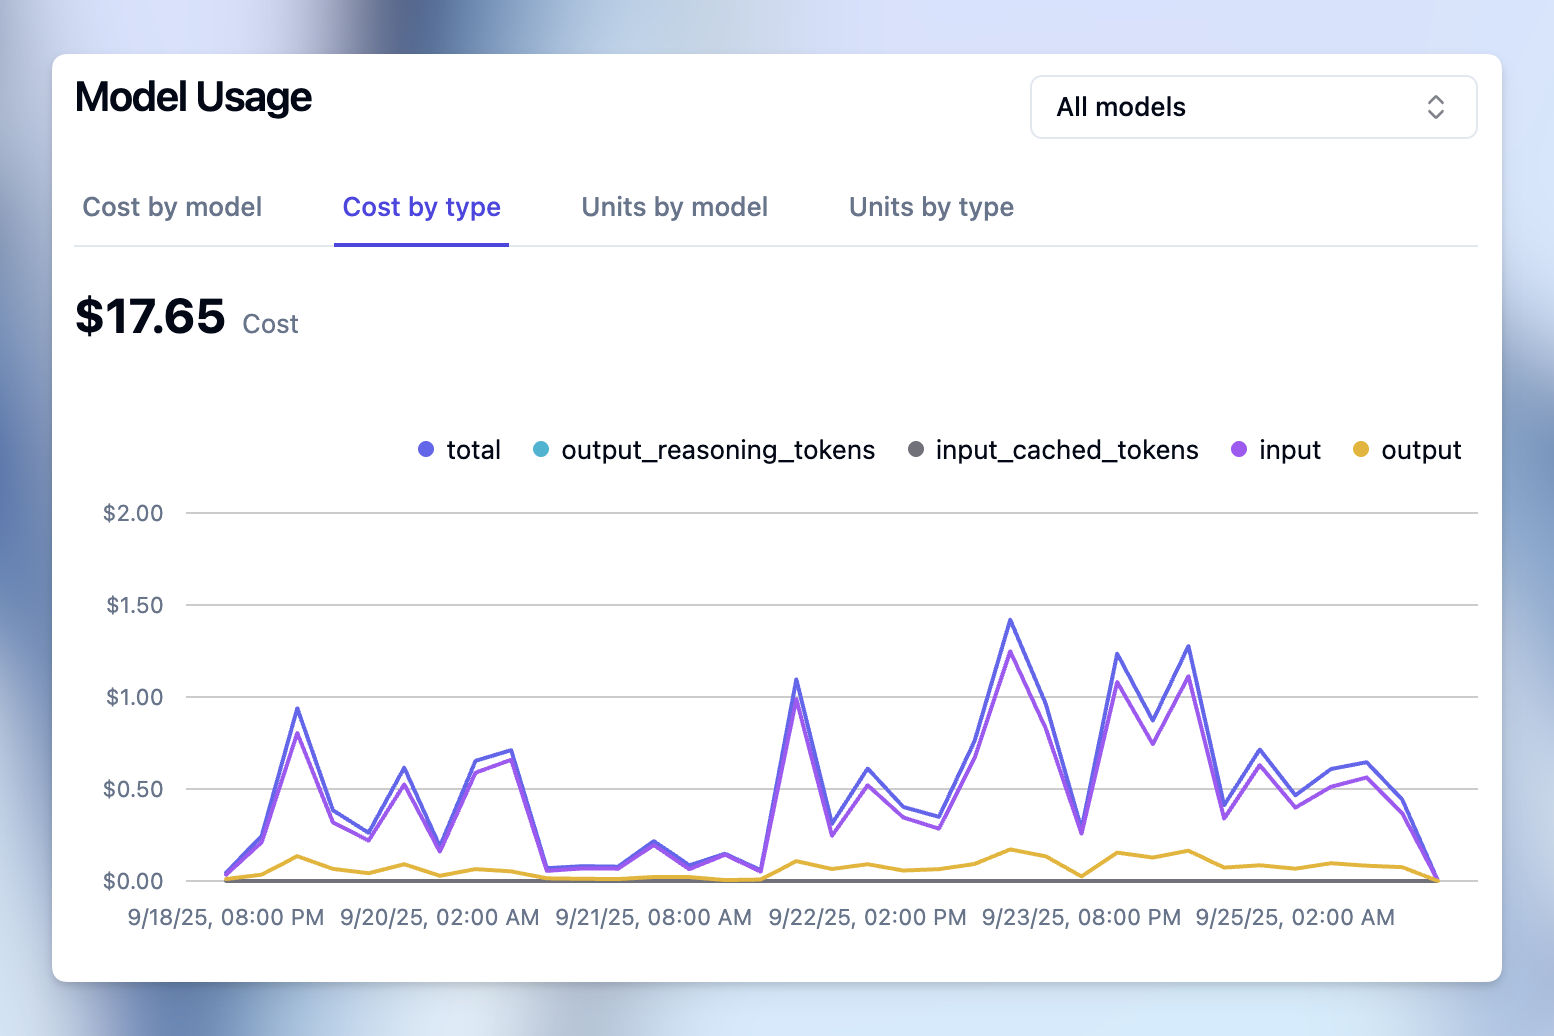 Model Usage
All models
Cost by model
Cost by type
Units by model
Units by type
$17.65 Cost
total
output_reasoning_tokens
input_cached_tokens
input
output
$2.00
$1.50
$1.00
$0.50
$0.00
9/18/25, 08:00 PM
9/20/25, 02:00 AM
9/21/25, 08:00 AM
9/22/25, 02:00 PM
9/23/25, 08:00 PM
9/25/25, 02:00 AM